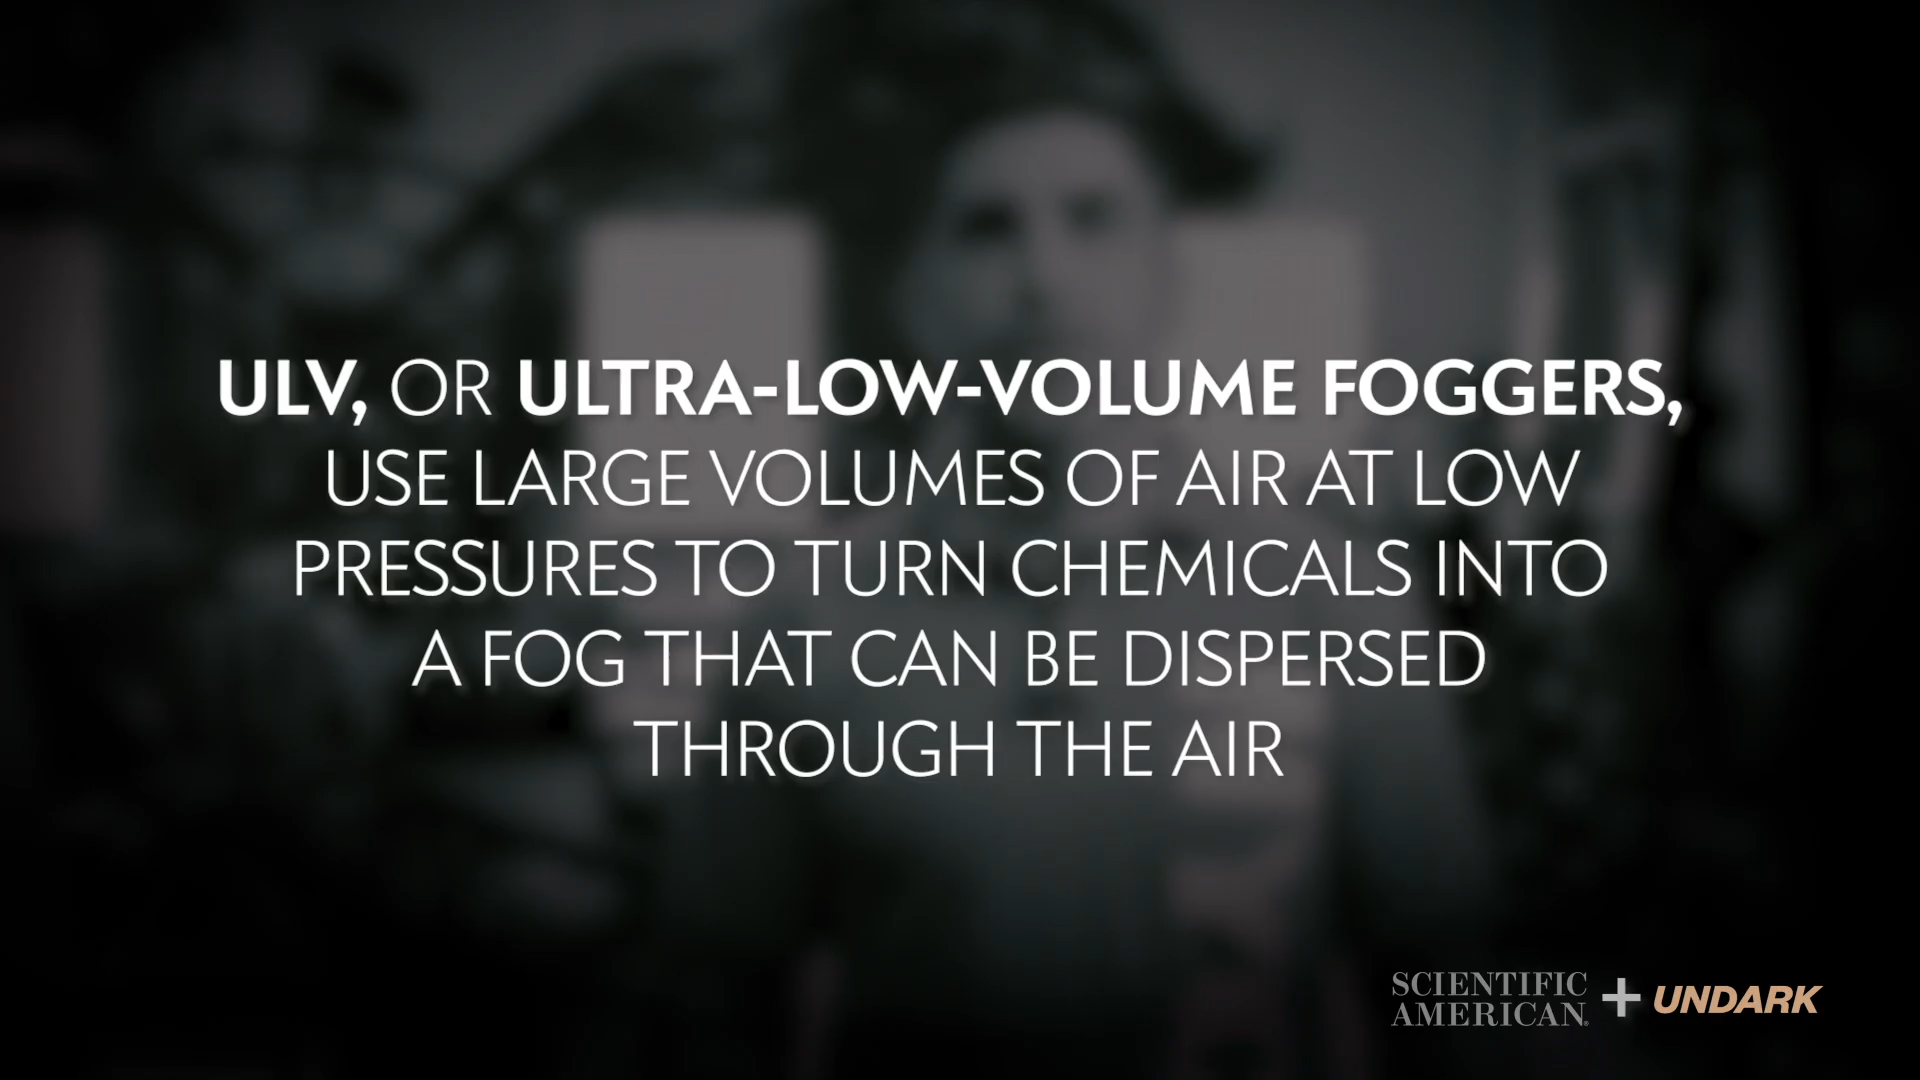 ULV, OR ULTRA-LOW-VOLUME FOGGERS,
USE LARGE VOLUMES OF AIR AT LOW
PRESSURES TO TURN CHEMICALS INTO
A FOG THAT CAN BE DISPERSED
THROUGH THE AIR
SCIENTIFIC
AMERICAN®
+ UNDARK